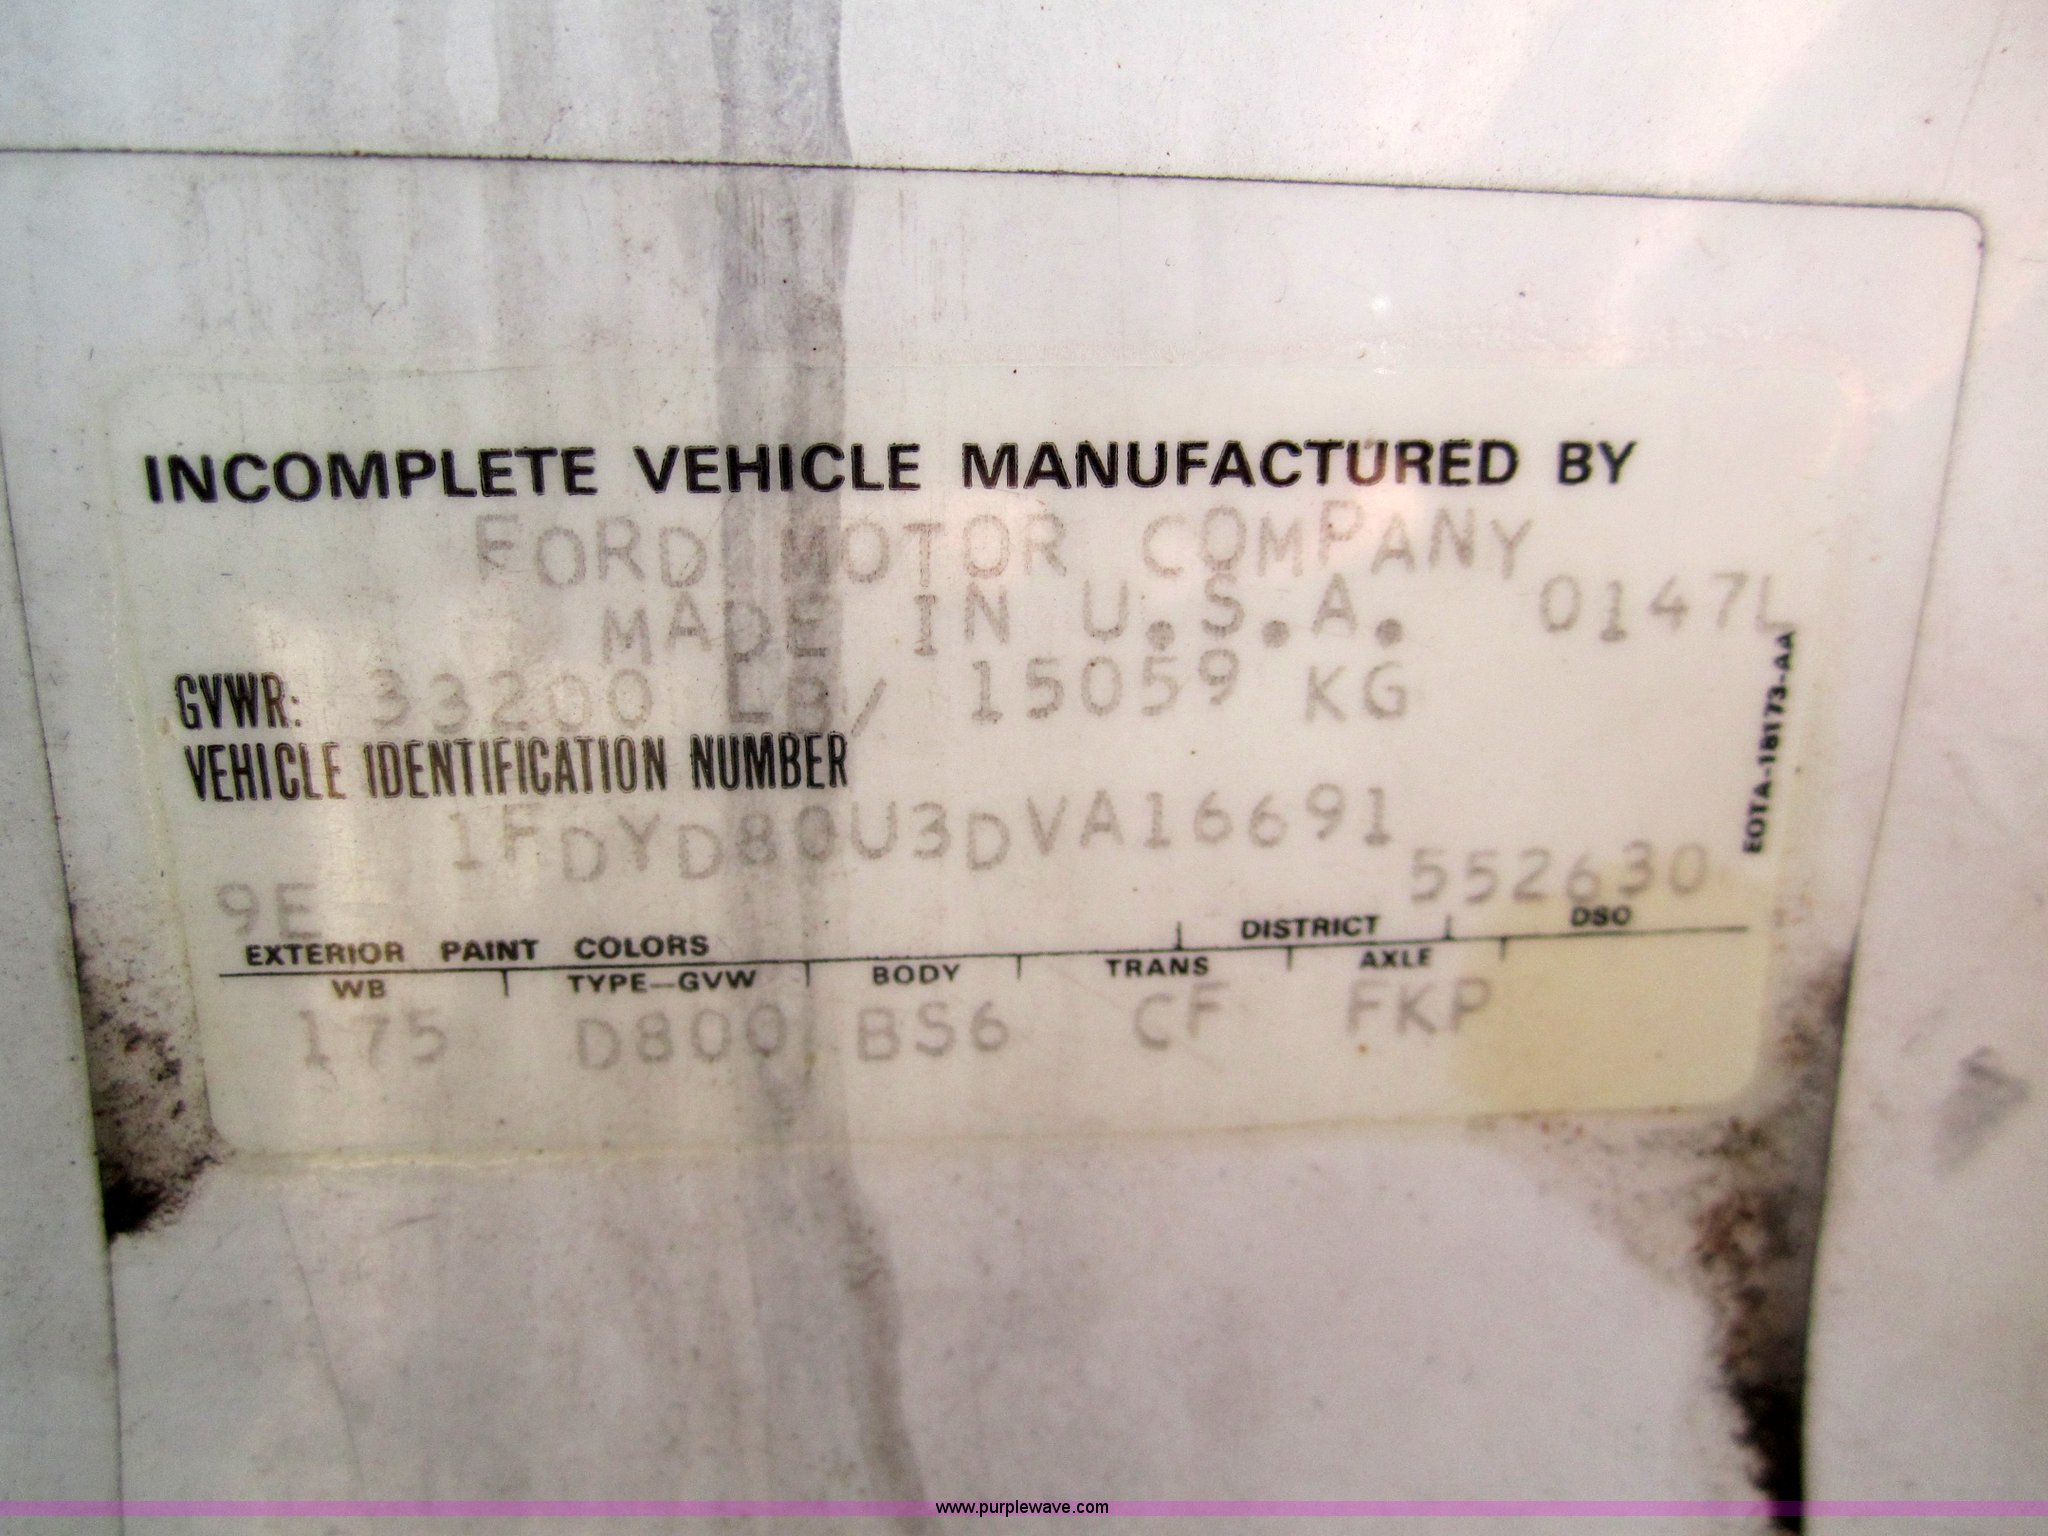 INCOMPLETE VEHICLE MANUFACTURED BY
FORD MOTOR COMPANY
MADE IN U.S.A. 0147L
GVWR: 33200 LB/ 15059 KG
VEHICLE IDENTIFICATION NUMBER
1FDYD80U3DVA16691
9E 552630
EXTERIOR PAINT COLORS DISTRICT DSO
WB TYPE-GVW BODY TRANS AXLE
175 D800 BS6 CF FKP
EOTA-18173-AA
www.purplewave.com